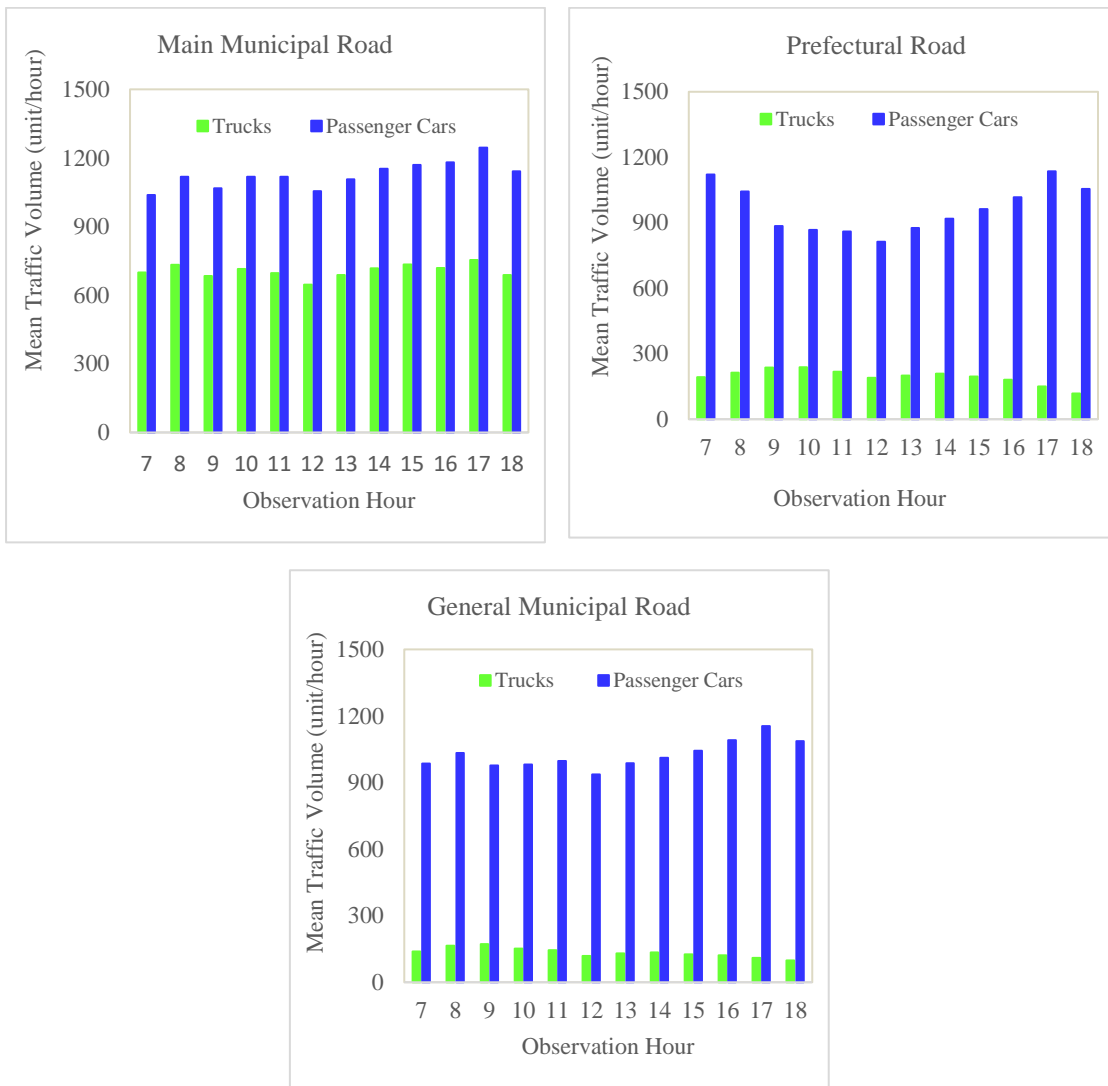 Main Municipal Road
Mean Traffic Volume (unit/hour)
1500
1200
900
600
300
0
Trucks Passenger Cars
7 8 9 10 11 12 13 14 15 16 17 18
Observation Hour
Prefectural Road
Mean Traffic Volume (unit/hour)
1500
1200
900
600
300
0
Trucks Passenger Cars
7 8 9 10 11 12 13 14 15 16 17 18
Observation Hour
General Municipal Road
Mean Traffic Volume (unit/hour)
1500
1200
900
600
300
0
Trucks Passenger Cars
7 8 9 10 11 12 13 14 15 16 17 18
Observation Hour